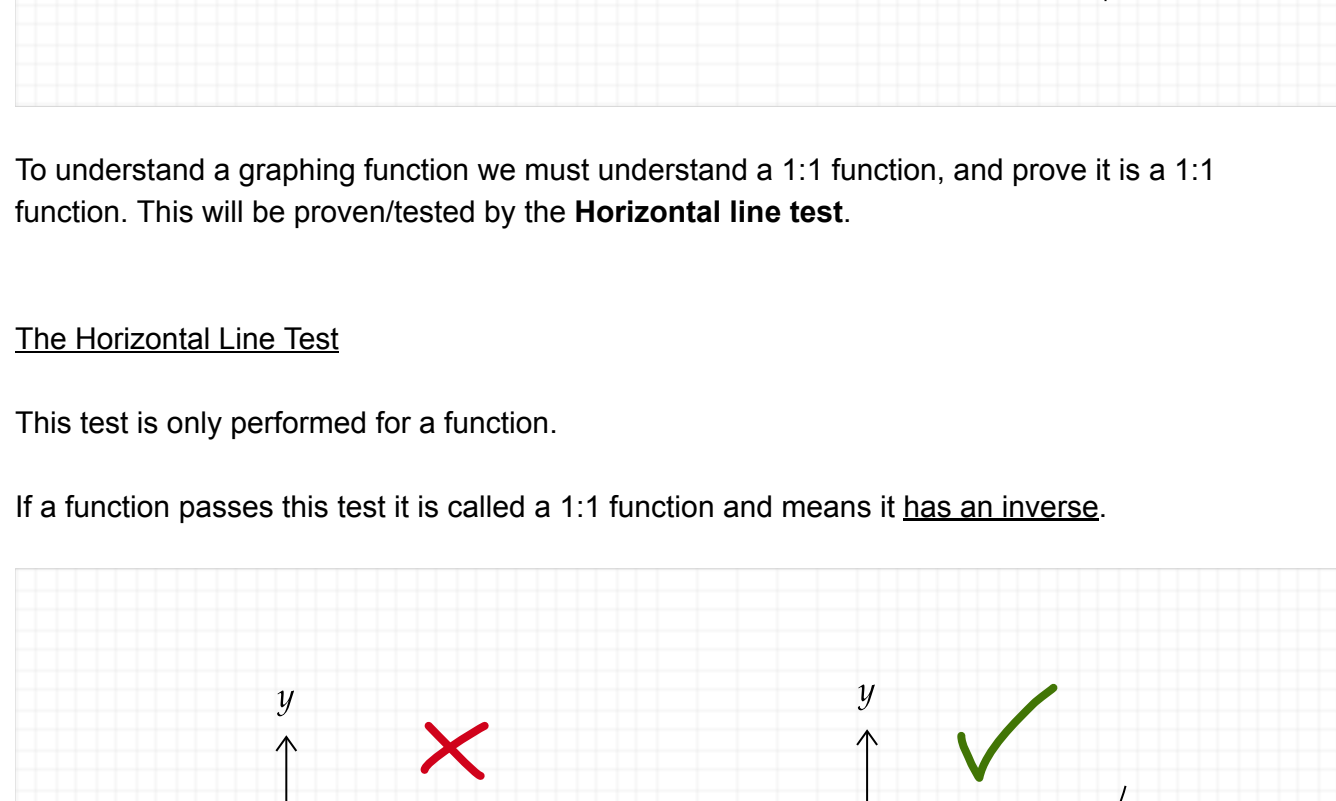 To understand a graphing function we must understand a 1:1 function, and prove it is a 1:1
function. This will be proven/tested by the Horizontal line test.
The Horizontal Line Test
This test is only performed for a function.
If a function passes this test it is called a 1:1 function and means it has an inverse.
y
y